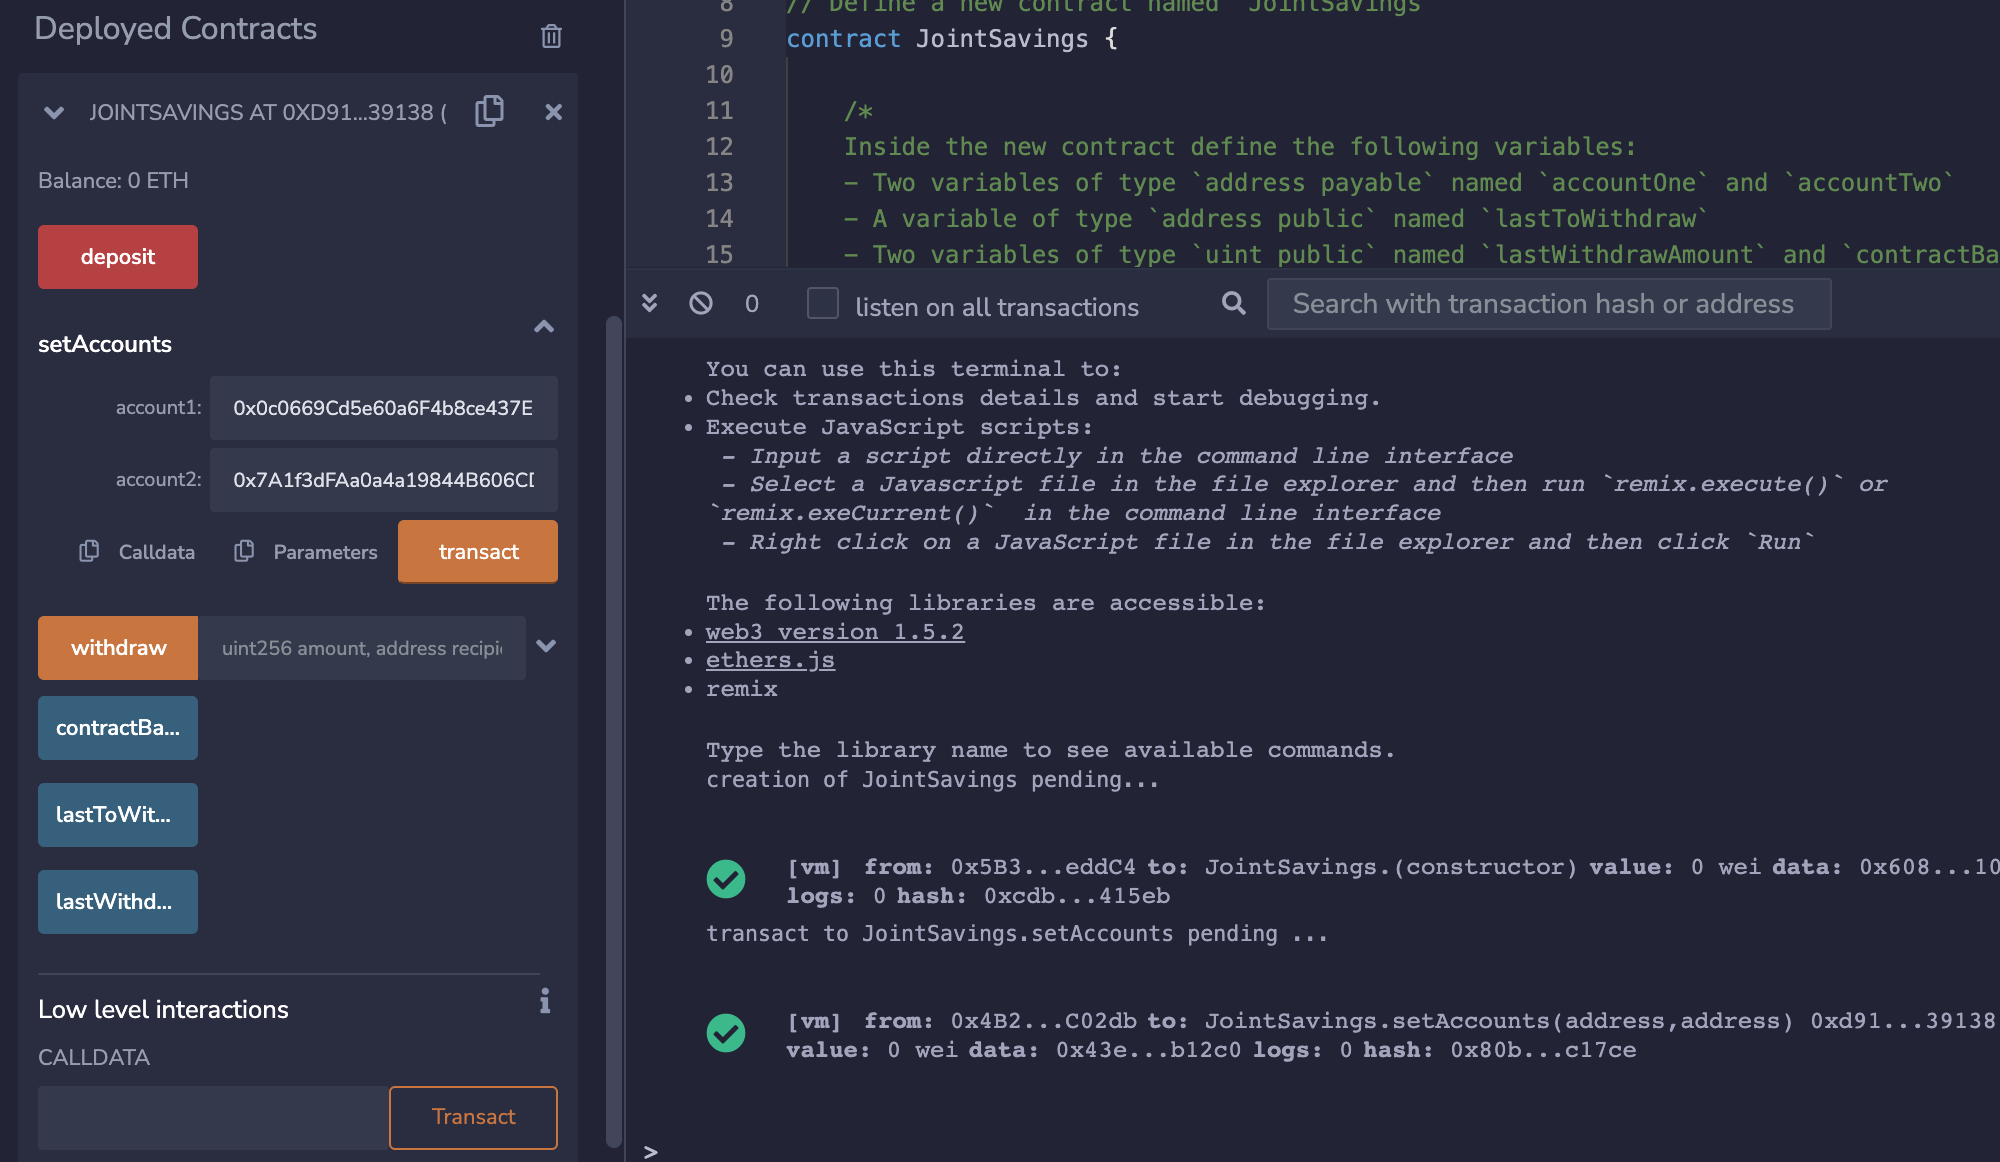 Deployed Contracts
JOINTSAVINGS AT 0XD91...39138 (
Balance: 0 ETH
deposit
setAccounts
account1: 0x0c0669Cd5e60a6F4b8ce437E
account2: 0x7A1f3dFAa0a4a19844B606CD
Calldata Parameters transact
withdraw uint256 amount, address recipi
contractBa...
lastToWit...
lastWithd...
Low level interactions
CALLDATA
Transact
8 // Define a new contract named `JointSavings`
9 contract JointSavings {
10
11 /*
12 Inside the new contract define the following variables:
13 - Two variables of type `address payable` named `accountOne` and `accountTwo`
14 - A variable of type `address public` named `lastToWithdraw`
15 - Two variables of type `uint public` named `lastWithdrawAmount` and `contractBa
0 listen on all transactions Search with transaction hash or address
You can use this terminal to:
• Check transactions details and start debugging.
• Execute JavaScript scripts:
- Input a script directly in the command line interface
- Select a Javascript file in the file explorer and then run `remix.execute()` or
`remix.exeCurrent()` in the command line interface
- Right click on a JavaScript file in the file explorer and then click `Run`
The following libraries are accessible:
• web3 version 1.5.2
• ethers.js
• remix
Type the library name to see available commands.
creation of JointSavings pending...
[vm] from: 0x5B3...eddC4 to: JointSavings.(constructor) value: 0 wei data: 0x608...10
logs: 0 hash: 0xcdb...415eb
transact to JointSavings.setAccounts pending ...
[vm] from: 0x4B2...C02db to: JointSavings.setAccounts(address,address) 0xd91...39138
value: 0 wei data: 0x43e...b12c0 logs: 0 hash: 0x80b...c17ce
>